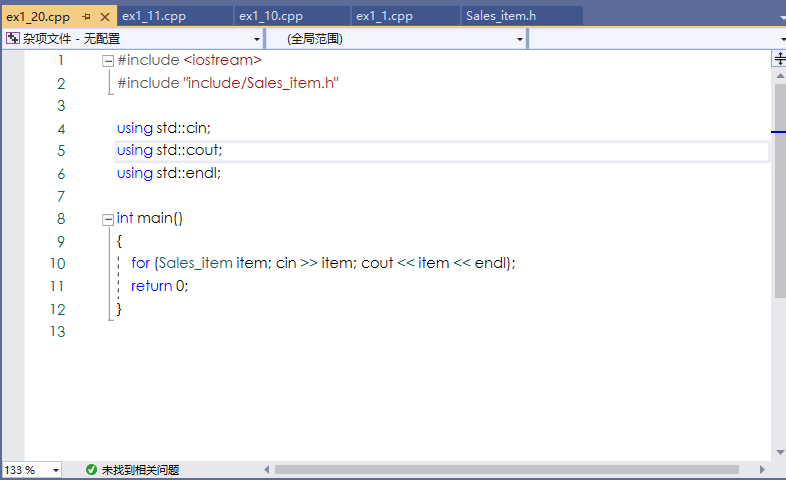 ex1_20.cpp ex1_11.cpp ex1_10.cpp ex1_1.cpp Sales_item.h
杂项文件 - 无配置 (全局范围)
1 #include <iostream>
2 #include "include/Sales_item.h"
3
4 using std::cin;
5 using std::cout;
6 using std::endl;
7
8 int main()
9 {
10 for (Sales_item item; cin >> item; cout << item << endl);
11 return 0;
12 }
13
133 % 未找到相关问题